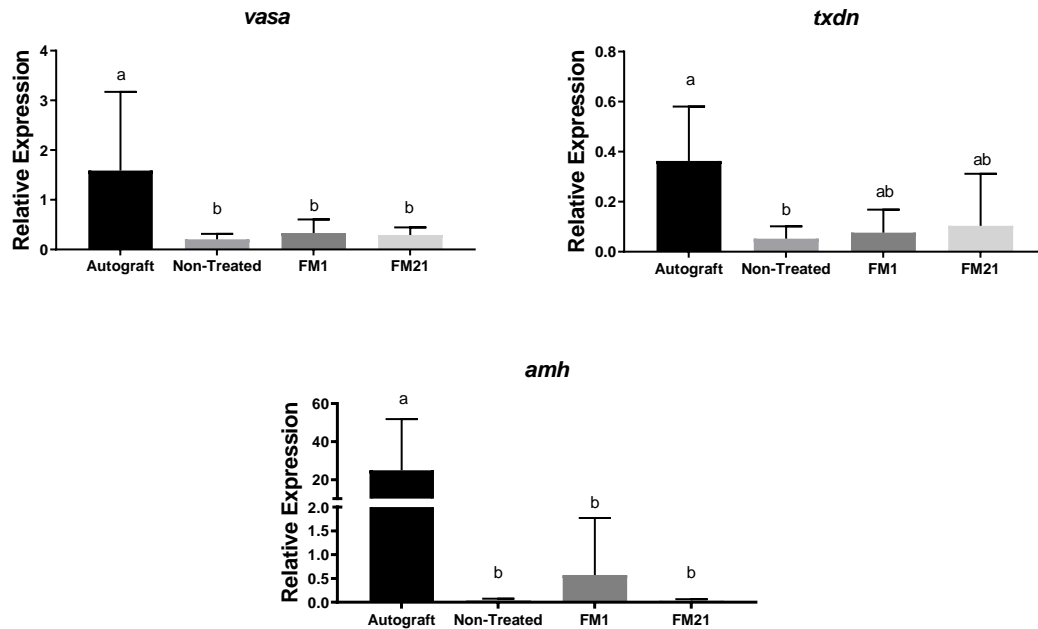 vasa
Relative Expression
4
3
2
1
0
a
b
b
b
Autograft
Non-Treated
FM1
FM21
txdn
Relative Expression
0.8
0.6
0.4
0.2
0.0
a
b
ab
ab
Autograft
Non-Treated
FM1
FM21
amh
Relative Expression
60
40
20
2.0
1.5
1.0
0.5
0.0
a
b
b
b
Autograft
Non-Treated
FM1
FM21